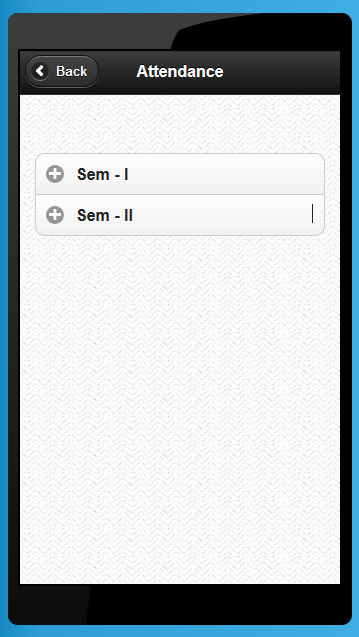 Back
Attendance
Sem - I
Sem - II